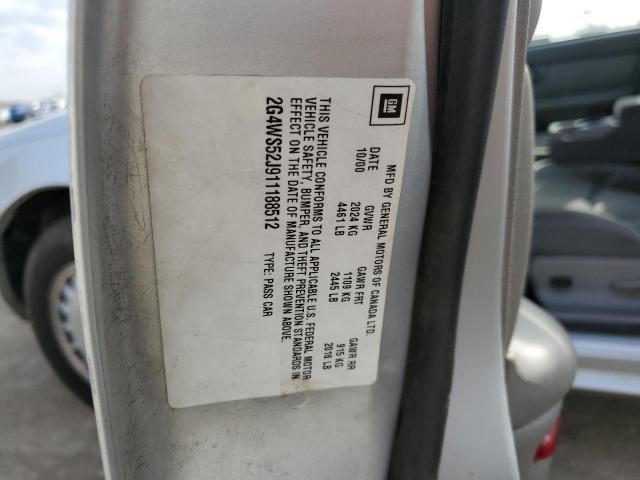 GM
MFD BY GENERAL MOTORS OF CANADA LTD.
DATE GVWR GAWR FRT GAWR RR
10/00 2024 KG 1109 KG 915 KG
4461 LB 2445 LB 2016 LB
THIS VEHICLE CONFORMS TO ALL APPLICABLE U.S. FEDERAL MOTOR
VEHICLE SAFETY, BUMPER, AND THEFT PREVENTION STANDARDS IN
EFFECT ON THE DATE OF MANUFACTURE SHOWN ABOVE.
2G4WS52J911188512 TYPE: PASS CAR